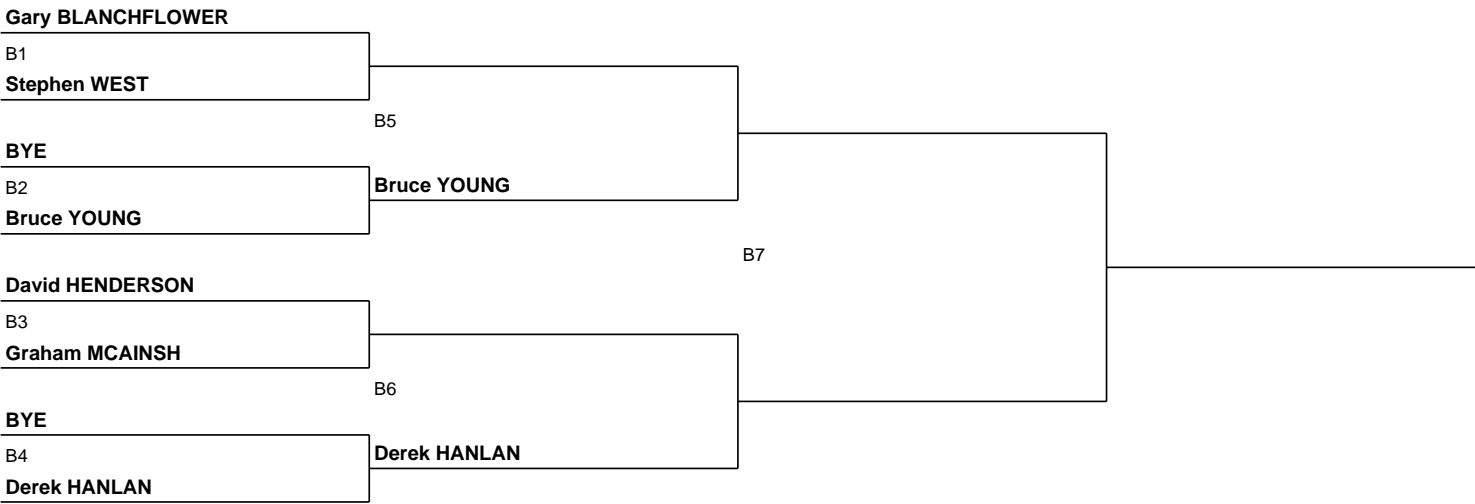 Gary BLANCHFLOWER
B1
Stephen WEST
B5
BYE
B2
Bruce YOUNG
Bruce YOUNG
B7
David HENDERSON
B3
Graham MCAINSH
B6
BYE
B4
Derek HANLAN
Derek HANLAN